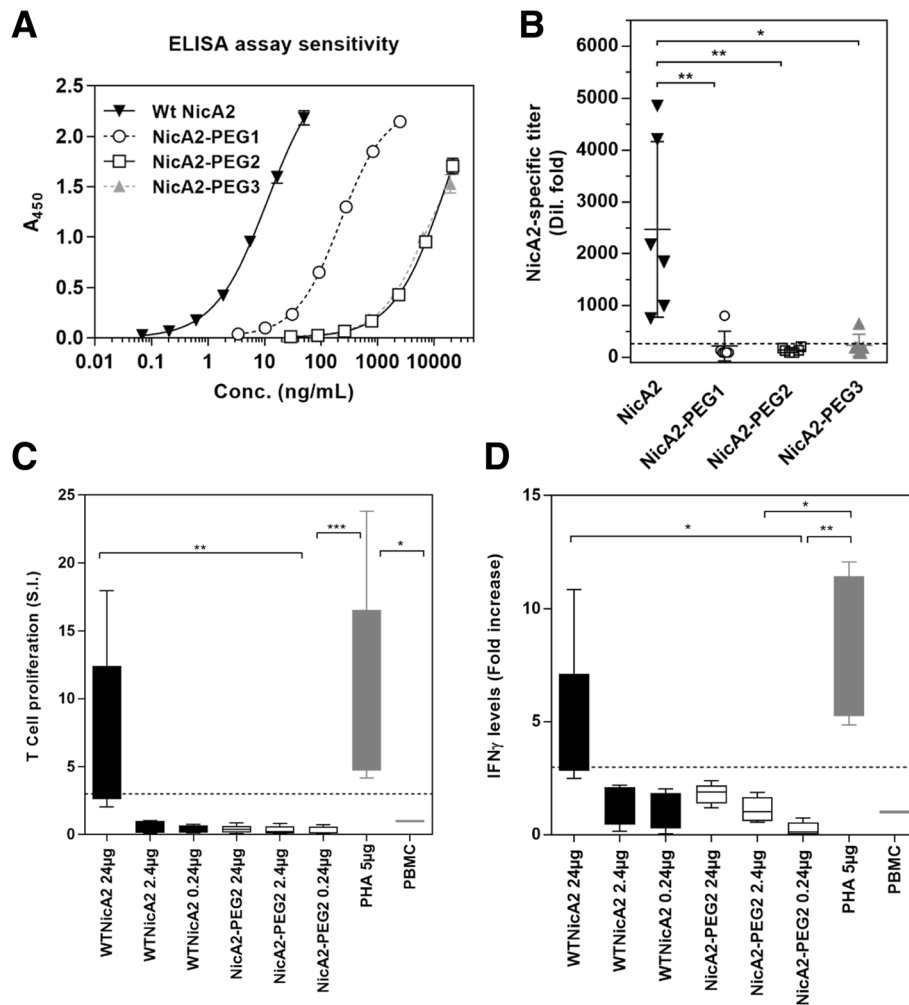 A
ELISA assay sensitivity
Wt NicA2
NicA2-PEG1
NicA2-PEG2
NicA2-PEG3
A450
2.5
2.0
1.5
1.0
0.5
0.0
0.01 0.1 1 10 100 1000 10000
Conc. (ng/mL)
B
NicA2-specific titer
(Dil. fold)
6000
5000
4000
3000
2000
1000
0
*
**
**
NicA2
NicA2-PEG1
NicA2-PEG2
NicA2-PEG3
C
T Cell proliferation (S.I.)
25
20
15
10
5
0
**
***
*
WTNicA2 24µg
WTNicA2 2.4µg
WTNicA2 0.24µg
NicA2-PEG2 24µg
NicA2-PEG2 2.4µg
NicA2-PEG2 0.24µg
PHA 5µg
PBMC
D
IFNγ levels (Fold increase)
15
10
5
0
*
*
**
WTNicA2 24µg
WTNicA2 2.4µg
WTNicA2 0.24µg
NicA2-PEG2 24µg
NicA2-PEG2 2.4µg
NicA2-PEG2 0.24µg
PHA 5µg
PBMC